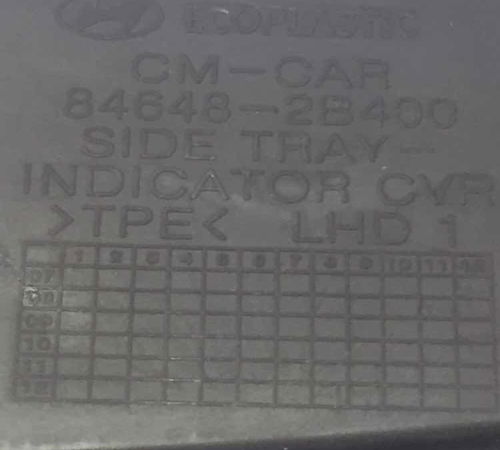 ECOPLASTIC
CM-CAR
84648-2B400
SIDE TRAY-
INDICATOR CVR
>TPE< LHD 1
1 2 3 4 5 6 7 8 9 10 11 12
07
08
09
10
11
12